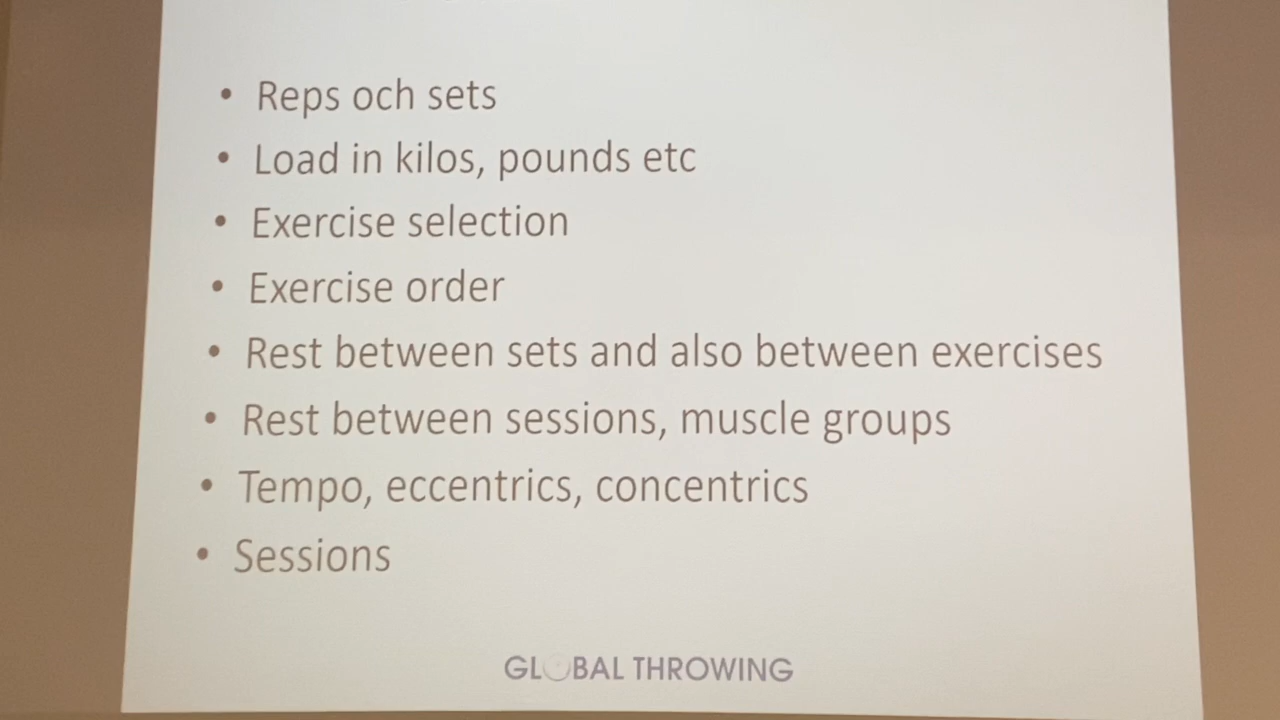 • Reps och sets
• Load in kilos, pounds etc
• Exercise selection
• Exercise order
• Rest between sets and also between exercises
• Rest between sessions, muscle groups
• Tempo, eccentrics, concentrics
• Sessions
GLOBAL THROWING